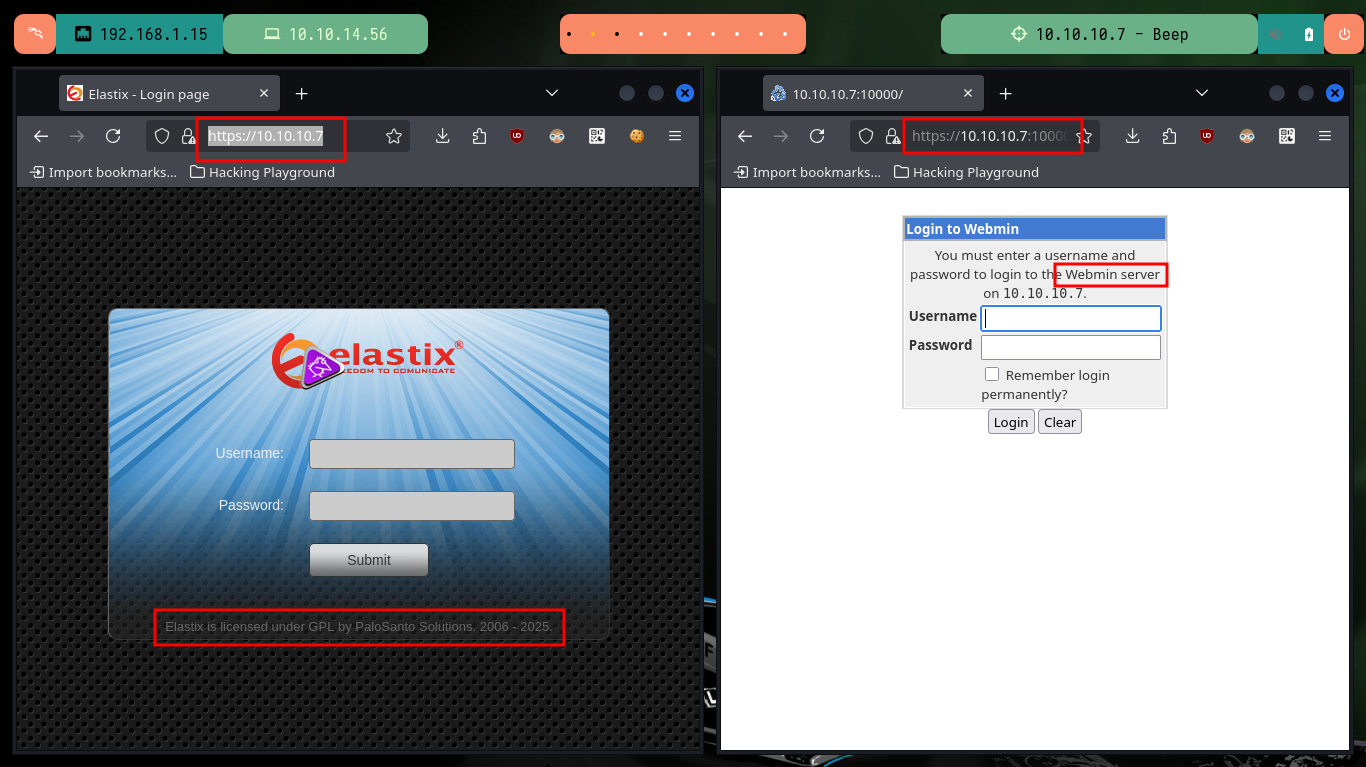 192.168.1.15
10.10.14.56
10.10.10.7 - Beep
Elastix - Login page
https://10.10.10.7
Import bookmarks...
Hacking Playground
elastix®
EEDOM TO COMUNICATE
Username:
Password:
Submit
Elastix is licensed under GPL by PaloSanto Solutions. 2006 - 2025.
10.10.10.7:10000/
https://10.10.10.7:1000
Import bookmarks...
Hacking Playground
Login to Webmin
You must enter a username and
password to login to the Webmin server
on 10.10.10.7.
Username
Password
Remember login
permanently?
Login
Clear